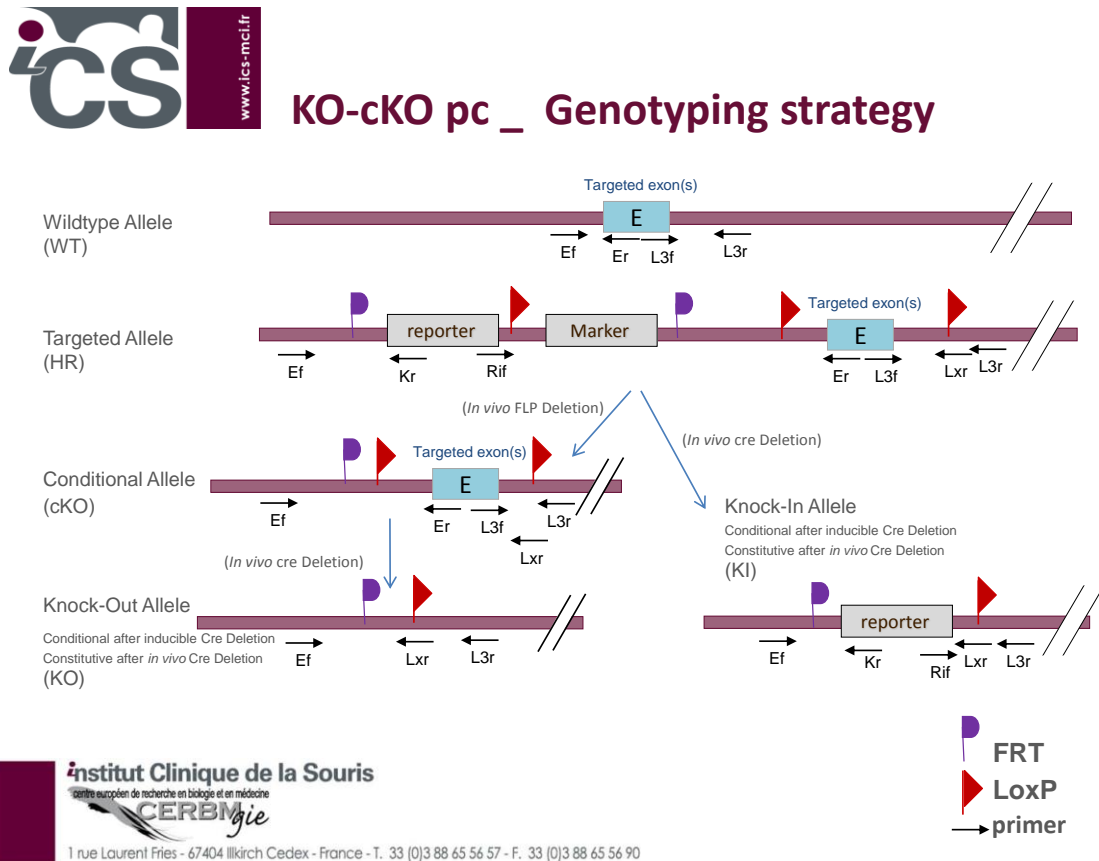 iCS
www.ics-mci.fr
KO-cKO pc _ Genotyping strategy
Targeted exon(s)
Wildtype Allele
(WT)
E
Ef
Er
L3f
L3r
Targeted exon(s)
Targeted Allele
(HR)
reporter
Marker
E
Ef
Kr
Rif
Er
L3f
Lxr
L3r
(In vivo FLP Deletion)
(In vivo cre Deletion)
Targeted exon(s)
Conditional Allele
(cKO)
E
Ef
Er
L3f
L3r
Lxr
(In vivo cre Deletion)
Knock-In Allele
Conditional after inducible Cre Deletion
Constitutive after in vivo Cre Deletion
(KI)
reporter
Ef
Kr
Rif
Lxr
L3r
Knock-Out Allele
Conditional after inducible Cre Deletion
Constitutive after in vivo Cre Deletion
(KO)
Ef
Lxr
L3r
FRT
LoxP
primer
institut Clinique de la Souris
centre européen de recherche en biologie et en médecine
CERBM gie
1 rue Laurent Fries - 67404 Illkirch Cedex - France - T. 33 (0)3 88 65 56 57 - F. 33 (0)3 88 65 56 90